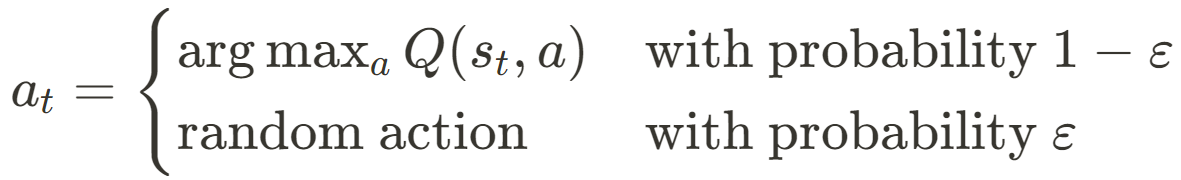 a_t = { arg max_a Q(s_t, a) with probability 1 − ε
random action with probability ε